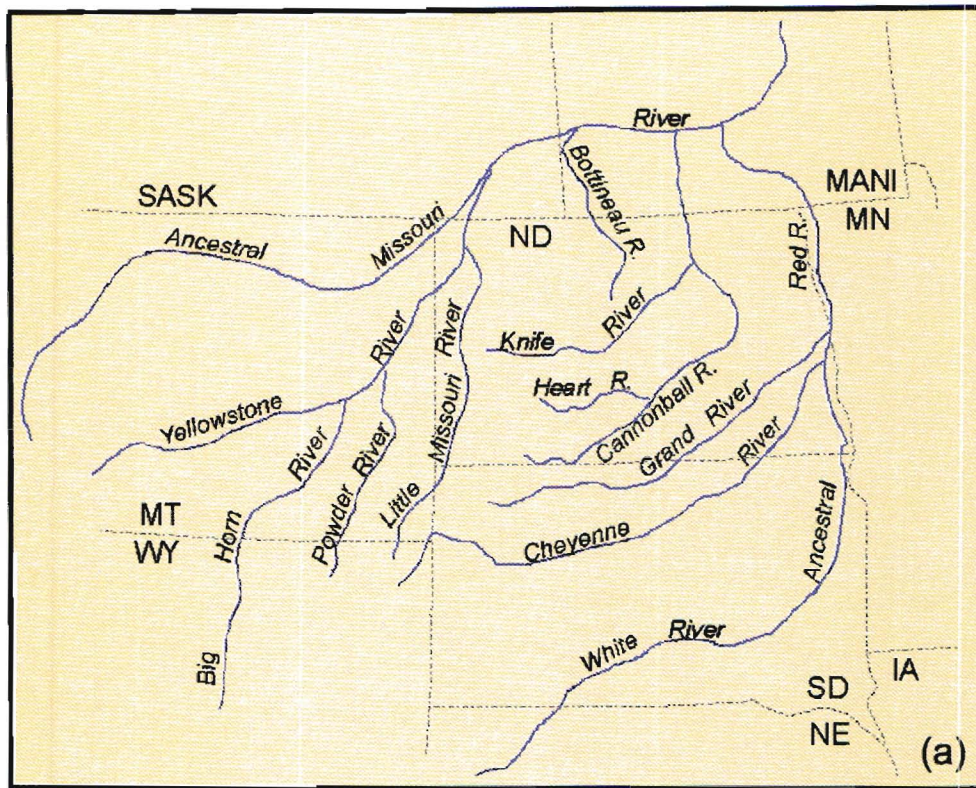 River
Bottineau R.
SASK
MANI
MN
Ancestral
Missouri
ND
Red R.
River
River
Knife
River
Heart R.
Cannonball R.
Grand River
River
Yellowstone
River
Powder River
Little Missouri
MT
WY
Horn
Big
Cheyenne
Ancestral
White River
IA
SD
NE
(a)